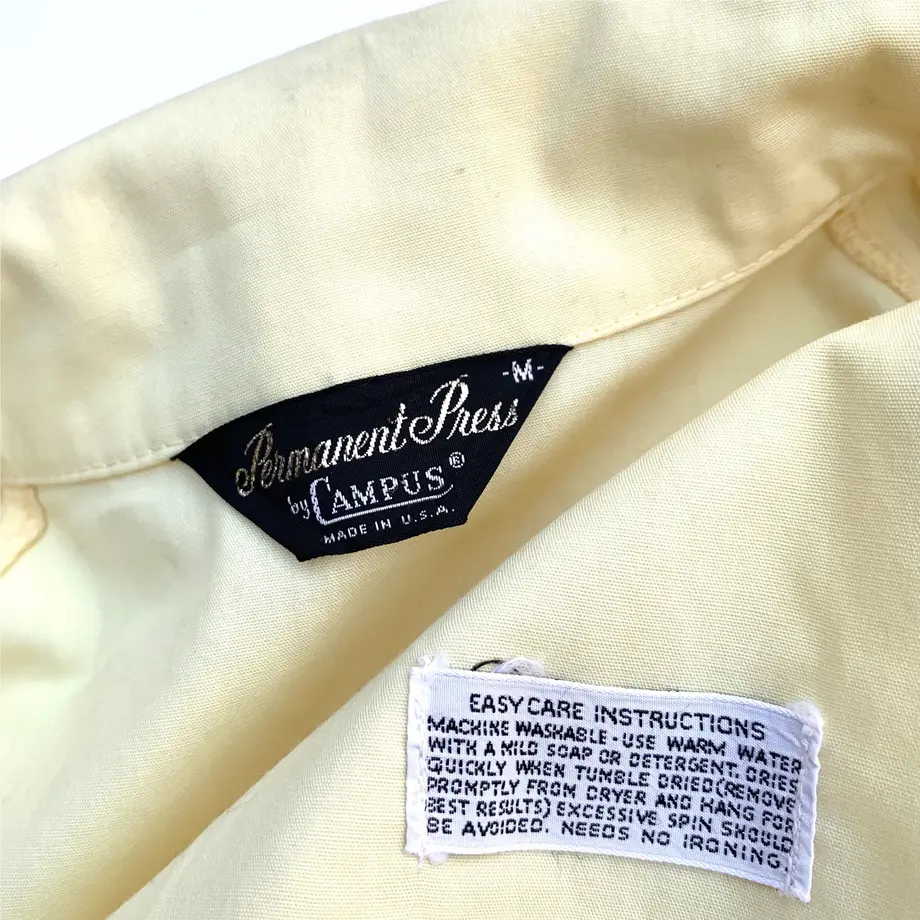 -M-
Permanent Press
by CAMPUS®
MADE IN U.S.A.
EASY CARE INSTRUCTIONS
MACHINE WASHABLE - USE WARM WATER
WITH A MILD SOAP OR DETERGENT. DRIES
QUICKLY WHEN TUMBLE DRIED (REMOVE
PROMPTLY FROM DRYER AND HANG FOR
BEST RESULTS) EXCESSIVE SPIN SHOULD
BE AVOIDED. NEEDS NO IRONING.